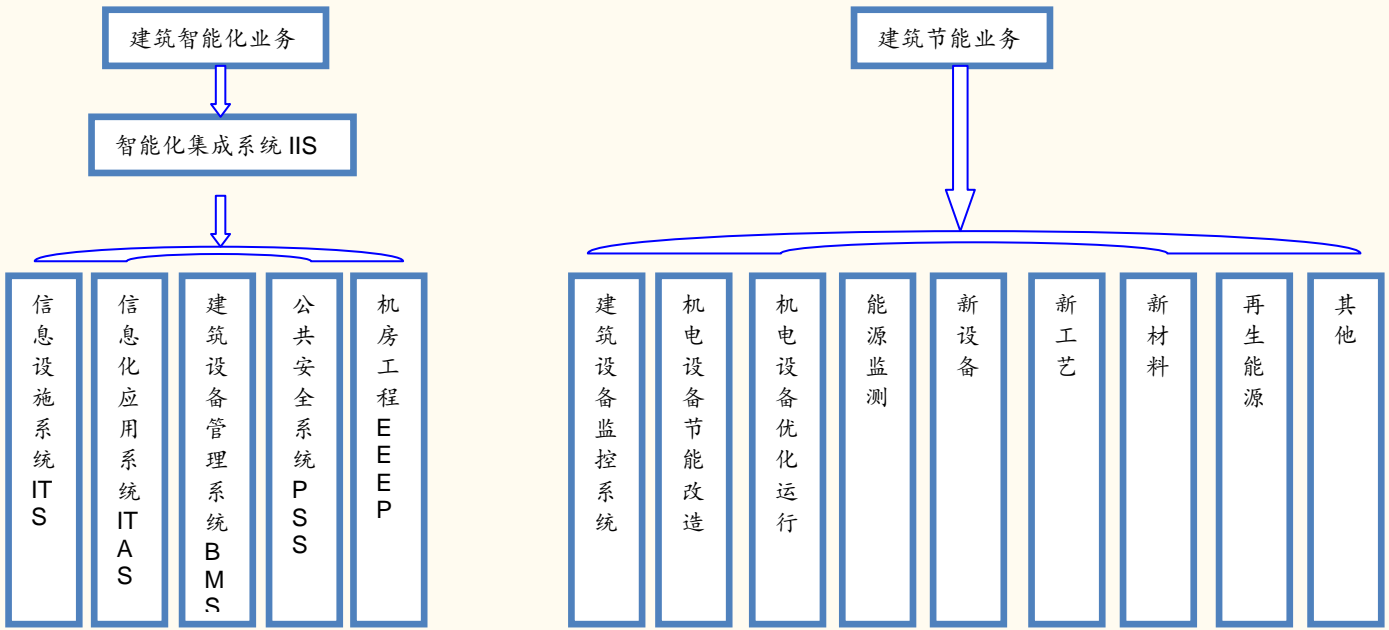 建筑智能化业务
建筑节能业务
智能化集成系统 IIS
信息设施系统ITS
信息化应用系统ITAS
建筑设备管理系统BMS
公共安全系统PSS
机房工程EEEP
建筑设备监控系统
机电设备节能改造
机电设备优化运行
能源监测
新设备
新工艺
新材料
再生能源
其他